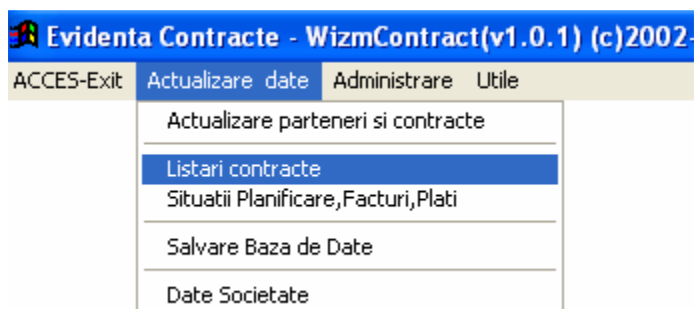 Evidenta Contracte - WizmContract(v1.0.1) (c)2002-
ACCES-Exit Actualizare date Administrare Utile
Actualizare parteneri si contracte
Listari contracte
Situatii Planificare,Facturi,Plati
Salvare Baza de Date
Date Societate